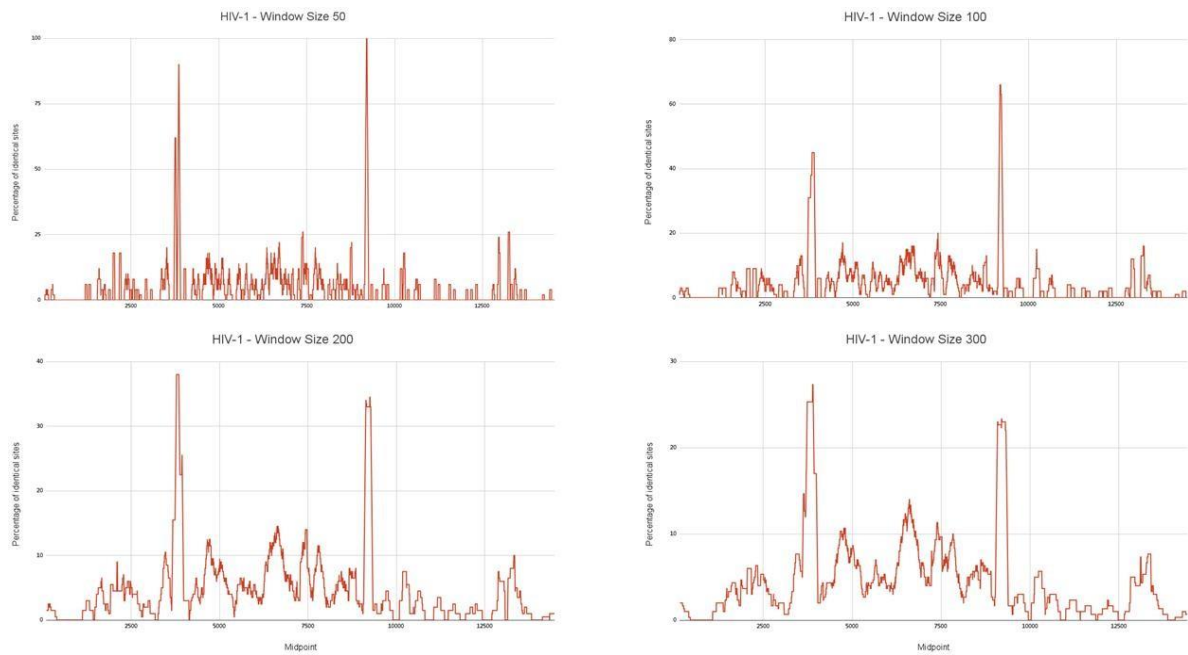 HIV-1 - Window Size 50
Percentage of identical sites
100
75
50
25
0
2500 5000 7500 10000 12500
HIV-1 - Window Size 100
Percentage of identical sites
80
60
40
20
0
2500 5000 7500 10000 12500
HIV-1 - Window Size 200
Percentage of identical sites
40
30
20
10
0
2500 5000 7500 10000 12500
Midpoint
HIV-1 - Window Size 300
Percentage of identical sites
30
20
10
0
2500 5000 7500 10000 12500
Midpoint